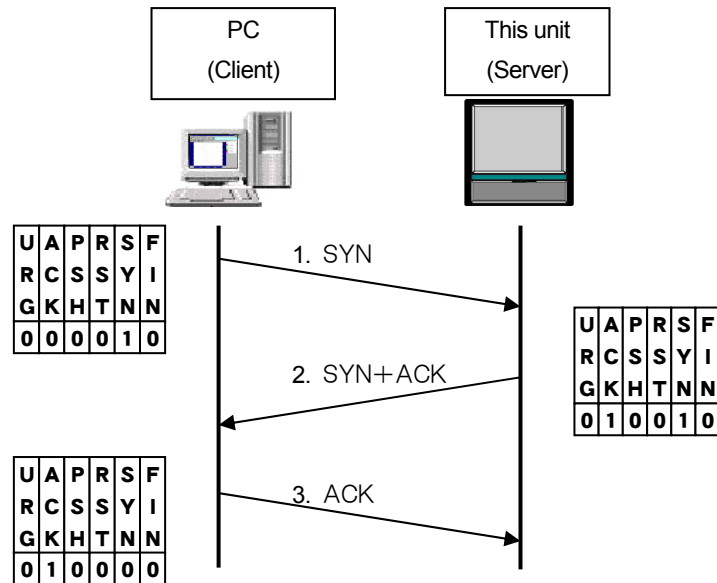 PC
(Client)
This unit
(Server)
U A P R S F
R C S S Y I
G K H T N N
0 0 0 0 1 0
1. SYN
U A P R S F
R C S S Y I
G K H T N N
0 1 0 0 1 0
2. SYN+ACK
U A P R S F
R C S S Y I
G K H T N N
0 1 0 0 0 0
3. ACK